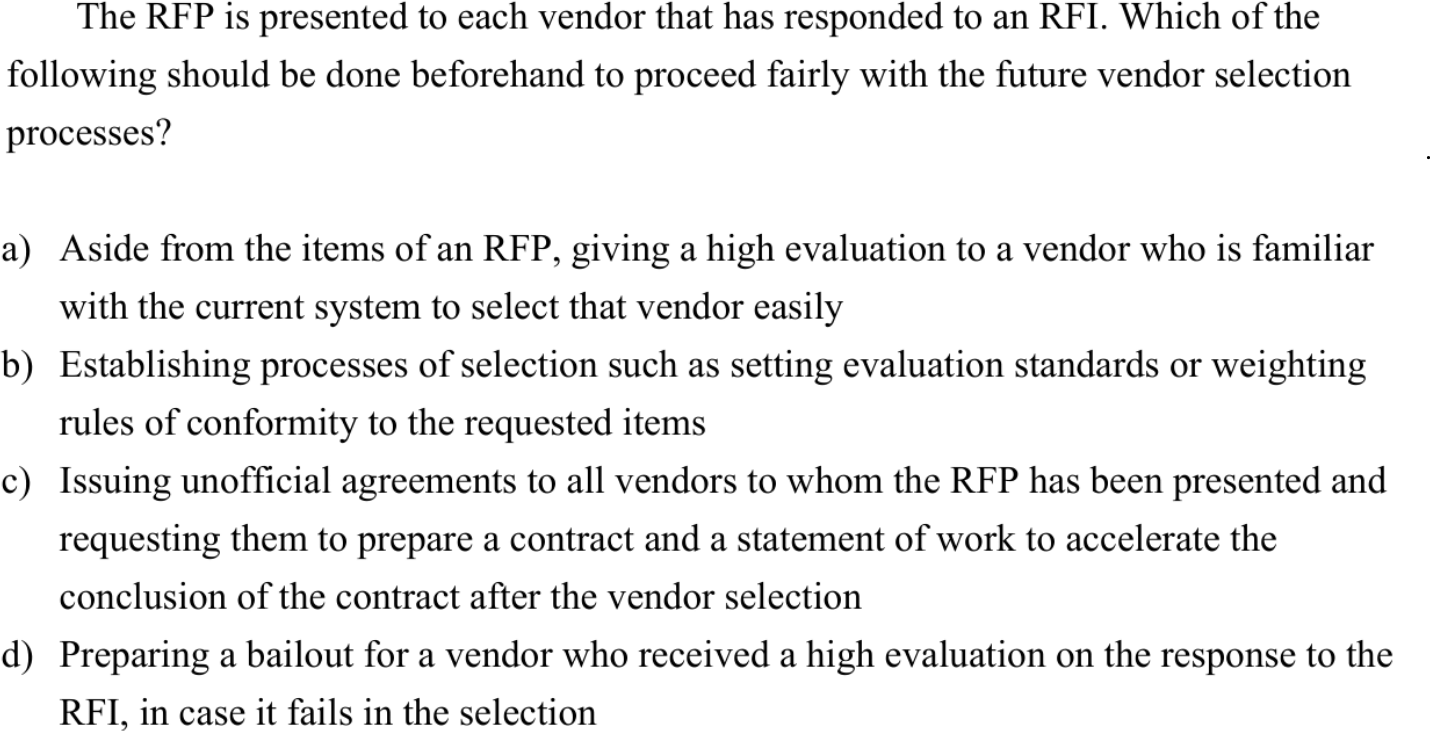 The RFP is presented to each vendor that has responded to an RFI. Which of the
following should be done beforehand to proceed fairly with the future vendor selection
processes?
a) Aside from the items of an RFP, giving a high evaluation to a vendor who is familiar
with the current system to select that vendor easily
b) Establishing processes of selection such as setting evaluation standards or weighting
rules of conformity to the requested items
c) Issuing unofficial agreements to all vendors to whom the RFP has been presented and
requesting them to prepare a contract and a statement of work to accelerate the
conclusion of the contract after the vendor selection
d) Preparing a bailout for a vendor who received a high evaluation on the response to the
RFI, in case it fails in the selection